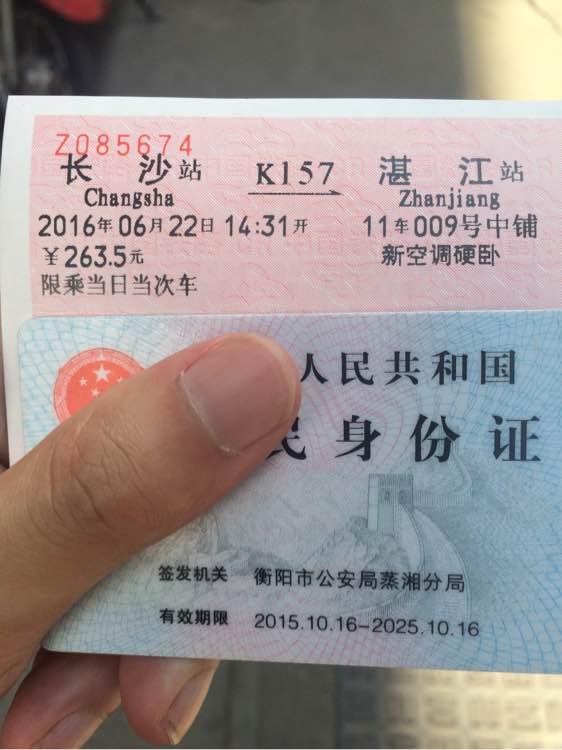 Z085674
长 沙站 K157 湛 江站
Changsha Zhanjiang
2016年06月22日 14:31开 11车009号中铺
￥263.5元 新空调硬卧
限乘当日当次车
人民共和国
民身份证
签发机关 衡阳市公安局蒸湘分局
有效期限 2015.10.16-2025.10.16